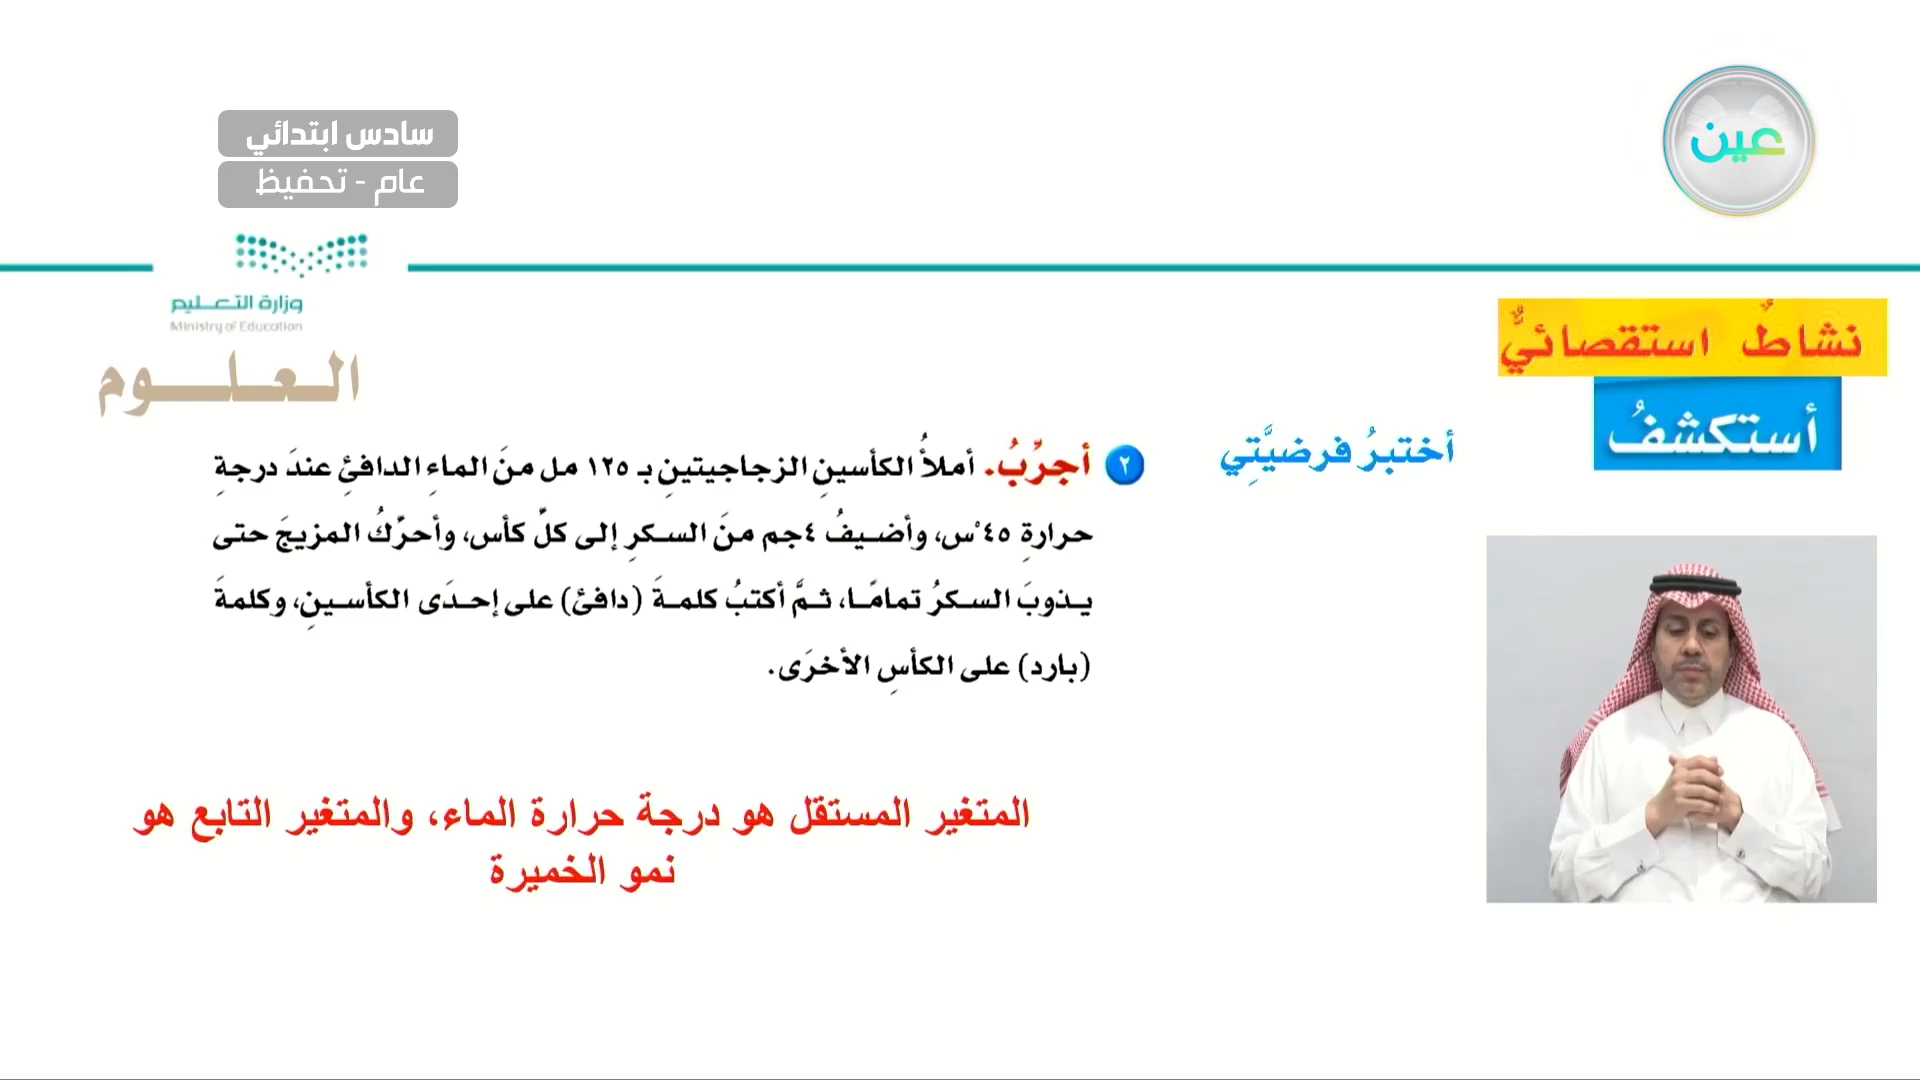 سادس ابتدائي
عام - تحفيظ
عين
وزارة التعليم
Ministry of Education
العلوم
نشاطٌ استقصائيٌّ
أستكشفُ
أختبرُ فرضيَّتِي
٢ أجرِّبُ. أملأُ الكأسينِ الزجاجيتينِ بـ ١٢٥ مل منَ الماءِ الدافئِ عندَ درجةِ
حرارةِ ٤٥°س، وأضيفُ ٤جم منَ السكرِ إلى كلِّ كأس، وأحرِّكُ المزيجَ حتى
يذوبَ السكرُ تمامًا، ثمَّ أكتبُ كلمةَ (دافئ) على إحدَى الكأسينِ، وكلمةَ
(بارد) على الكأسِ الأخرَى.
المتغير المستقل هو درجة حرارة الماء، والمتغير التابع هو
نمو الخميرة